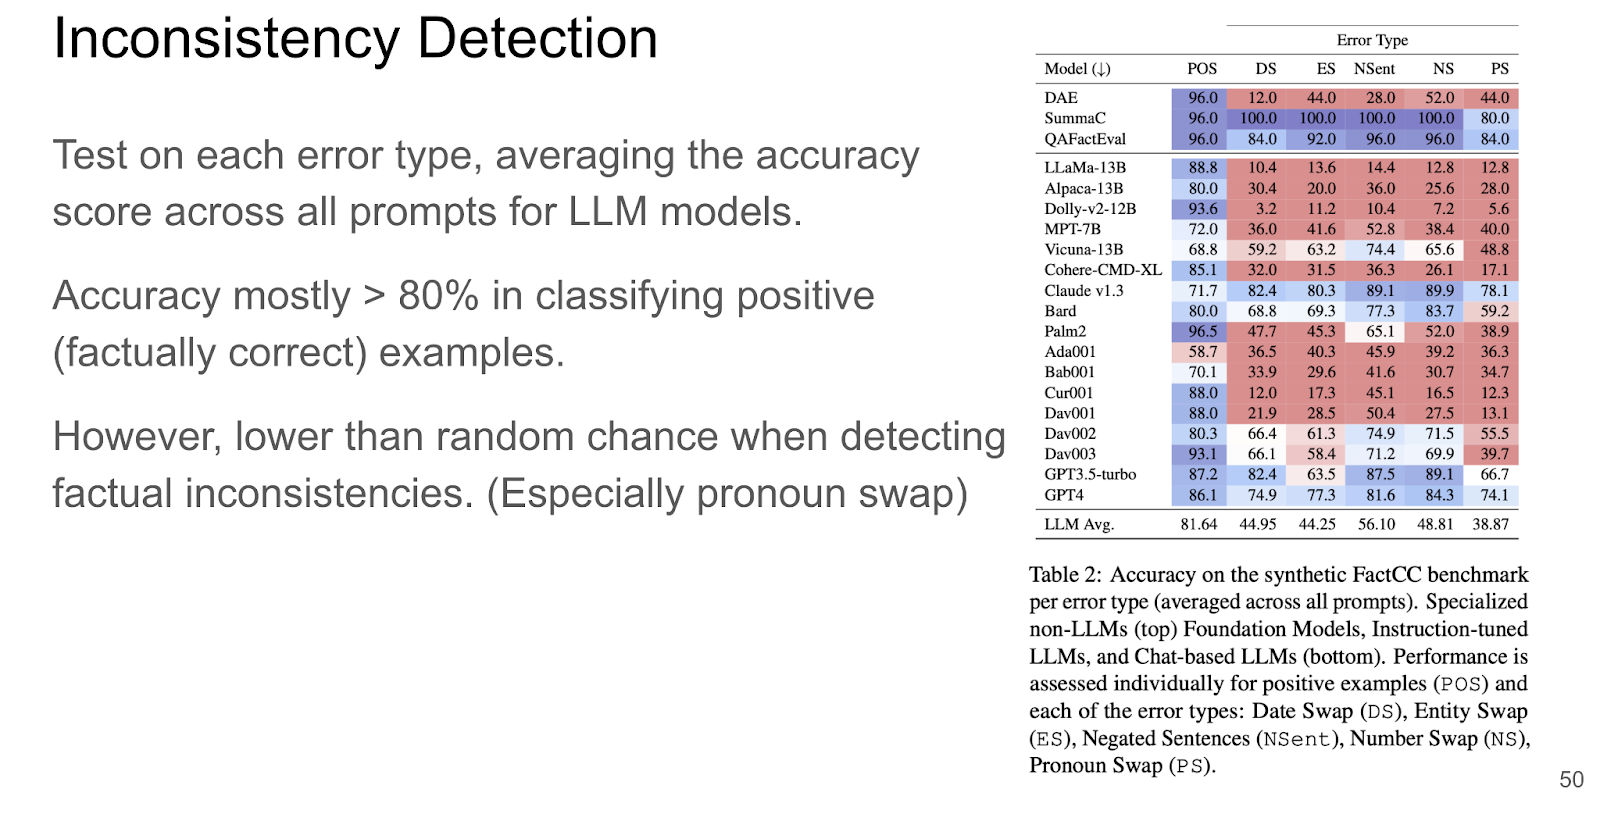 Inconsistency Detection
Test on each error type, averaging the accuracy
score across all prompts for LLM models.
Accuracy mostly > 80% in classifying positive
(factually correct) examples.
However, lower than random chance when detecting
factual inconsistencies. (Especially pronoun swap)
Error Type
Model (↓) POS DS ES NSent NS PS
DAE 96.0 12.0 44.0 28.0 52.0 44.0
SummaC 96.0 100.0 100.0 100.0 100.0 80.0
QAFactEval 96.0 84.0 92.0 96.0 96.0 84.0
LLaMa-13B 88.8 10.4 13.6 14.4 12.8 12.8
Alpaca-13B 80.0 30.4 20.0 36.0 25.6 28.0
Dolly-v2-12B 93.6 3.2 11.2 10.4 7.2 5.6
MPT-7B 72.0 36.0 41.6 52.8 38.4 40.0
Vicuna-13B 68.8 59.2 63.2 74.4 65.6 48.8
Cohere-CMD-XL 85.1 32.0 31.5 36.3 26.1 17.1
Claude v1.3 71.7 82.4 80.3 89.1 89.9 78.1
Bard 80.0 68.8 69.3 77.3 83.7 59.2
Palm2 96.5 47.7 45.3 65.1 52.0 38.9
Ada001 58.7 36.5 40.3 45.9 39.2 36.3
Bab001 70.1 33.9 29.6 41.6 30.7 34.7
Cur001 88.0 12.0 17.3 45.1 16.5 12.3
Dav001 88.0 21.9 28.5 50.4 27.5 13.1
Dav002 80.3 66.4 61.3 74.9 71.5 55.5
Dav003 93.1 66.1 58.4 71.2 69.9 39.7
GPT3.5-turbo 87.2 82.4 63.5 87.5 89.1 66.7
GPT4 86.1 74.9 77.3 81.6 84.3 74.1
LLM Avg. 81.64 44.95 44.25 56.10 48.81 38.87
Table 2: Accuracy on the synthetic FactCC benchmark
per error type (averaged across all prompts). Specialized
non-LLMs (top) Foundation Models, Instruction-tuned
LLMs, and Chat-based LLMs (bottom). Performance is
assessed individually for positive examples (POS) and
each of the error types: Date Swap (DS), Entity Swap
(ES), Negated Sentences (NSent), Number Swap (NS),
Pronoun Swap (PS).
50